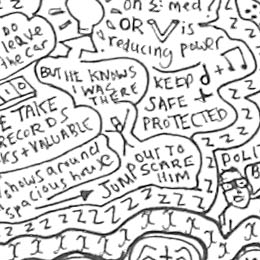 on Σ med
OR V is
reducing power
DO
leave
the car
BUT HE KNOWS
I WAS
THERE
KEEP d +
SAFE +
PROTECTED
E TAKE
RECORDS
KS + VALUABLE
shows around
spacious house
JUMP OUT TO
SCARE
HIM
POLI
Z Z Z Z Z Z Z Z Z Z